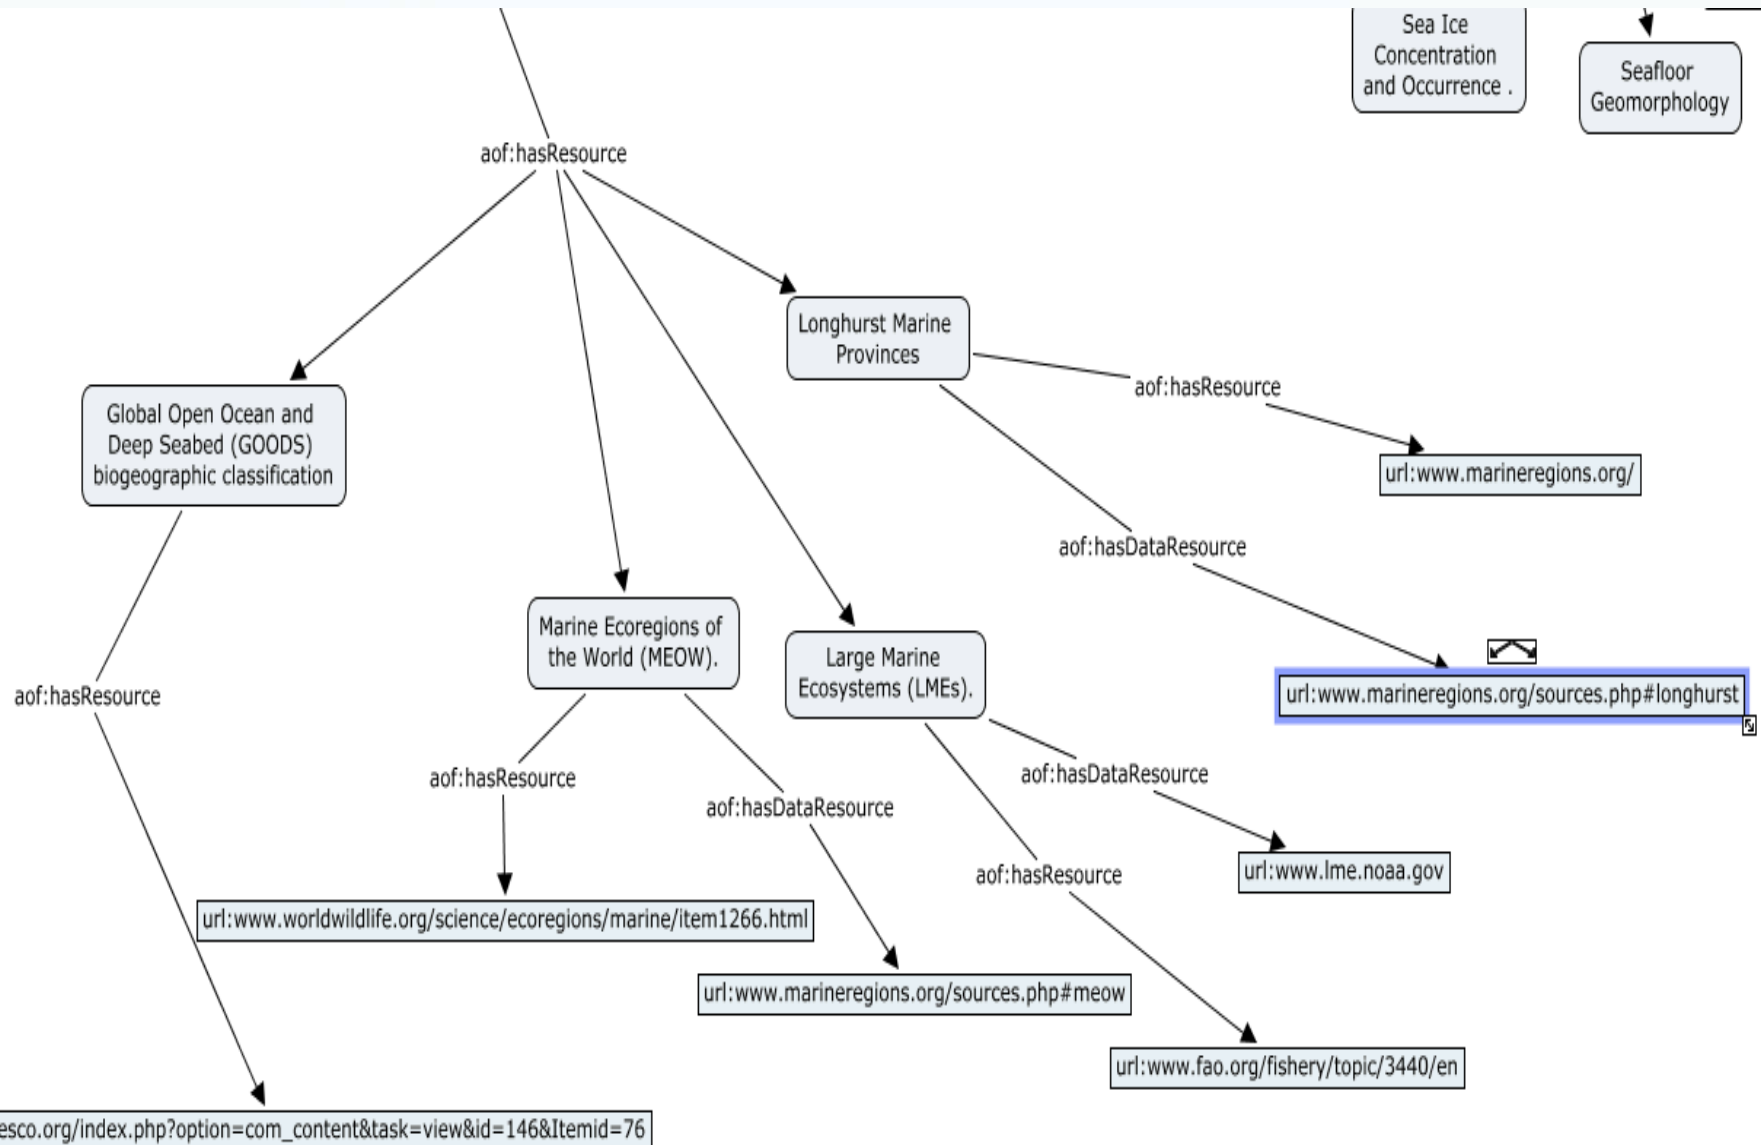 Sea Ice
Concentration
and Occurrence .
Seafloor
Geomorphology
aof:hasResource
Longhurst Marine
Provinces
aof:hasResource
Global Open Ocean and
Deep Seabed (GOODS)
biogeographic classification
url:www.marineregions.org/
aof:hasDataResource
Marine Ecoregions of
the World (MEOW).
Large Marine
Ecosystems (LMEs).
url:www.marineregions.org/sources.php#longhurst
aof:hasResource
aof:hasResource
aof:hasDataResource
aof:hasDataResource
aof:hasResource
url:www.lme.noaa.gov
url:www.worldwildlife.org/science/ecoregions/marine/item1266.html
url:www.marineregions.org/sources.php#meow
url:www.fao.org/fishery/topic/3440/en
esco.org/index.php?option=com_content&task=view&id=146&Itemid=76